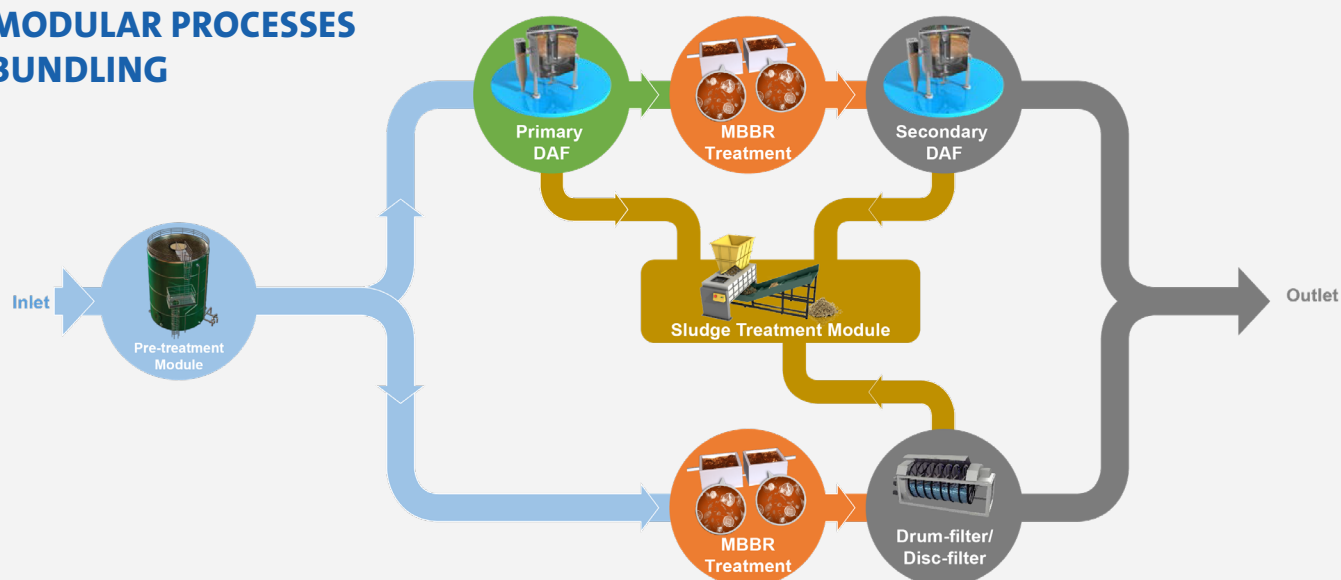 MODULAR PROCESSES
BUNDLING
Primary
DAF
MBBR
Treatment
Secondary
DAF
Inlet
Pre-treatment
Module
Sludge Treatment Module
Outlet
MBBR
Treatment
Drum-filter/
Disc-filter